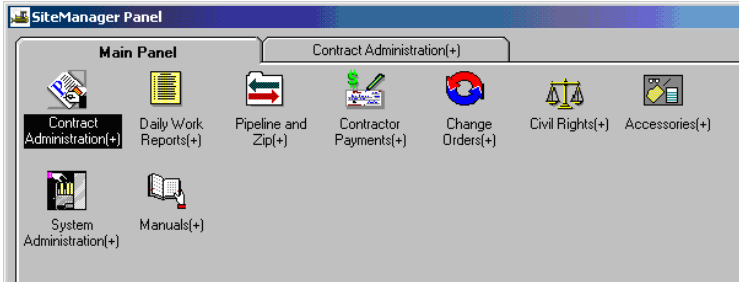 SiteManager Panel
Main Panel
Contract Administration(+)
Contract
Administration(+)
Daily Work
Reports(+)
Pipeline and
Zip(+)
Contractor
Payments(+)
Change
Orders(+)
Civil Rights(+)
Accessories(+)
System
Administration(+)
Manuals(+)